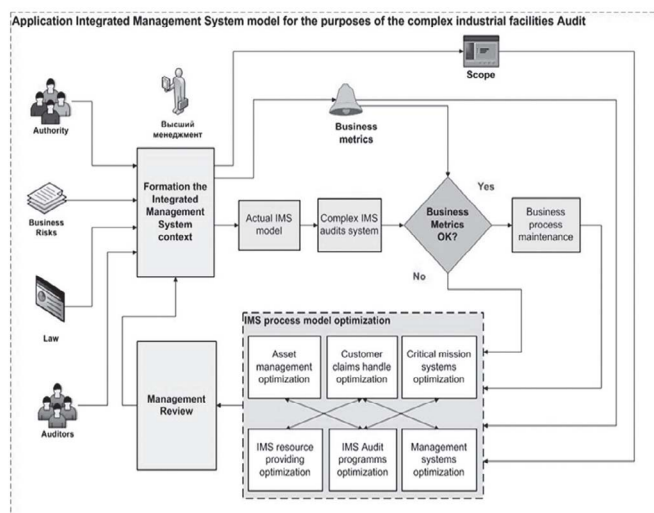 Application Integrated Management System model for the purposes of the complex industrial facilities Audit
Scope
Authority
Высший
менеджмент
Business
metrics
Formation the
Integrated
Management
System
context
Business
Risks
Actual IMS
model
Complex IMS
audits system
Business
Metrics
OK?
Yes
Business
process
maintenance
No
Law
IMS process model optimization
Asset
management
optimization
Customer
claims handle
optimization
Critical mission
systems
optimization
Management
Review
Auditors
IMS resource
providing
optimization
IMS Audit
programms
optimization
Management
systems
optimization